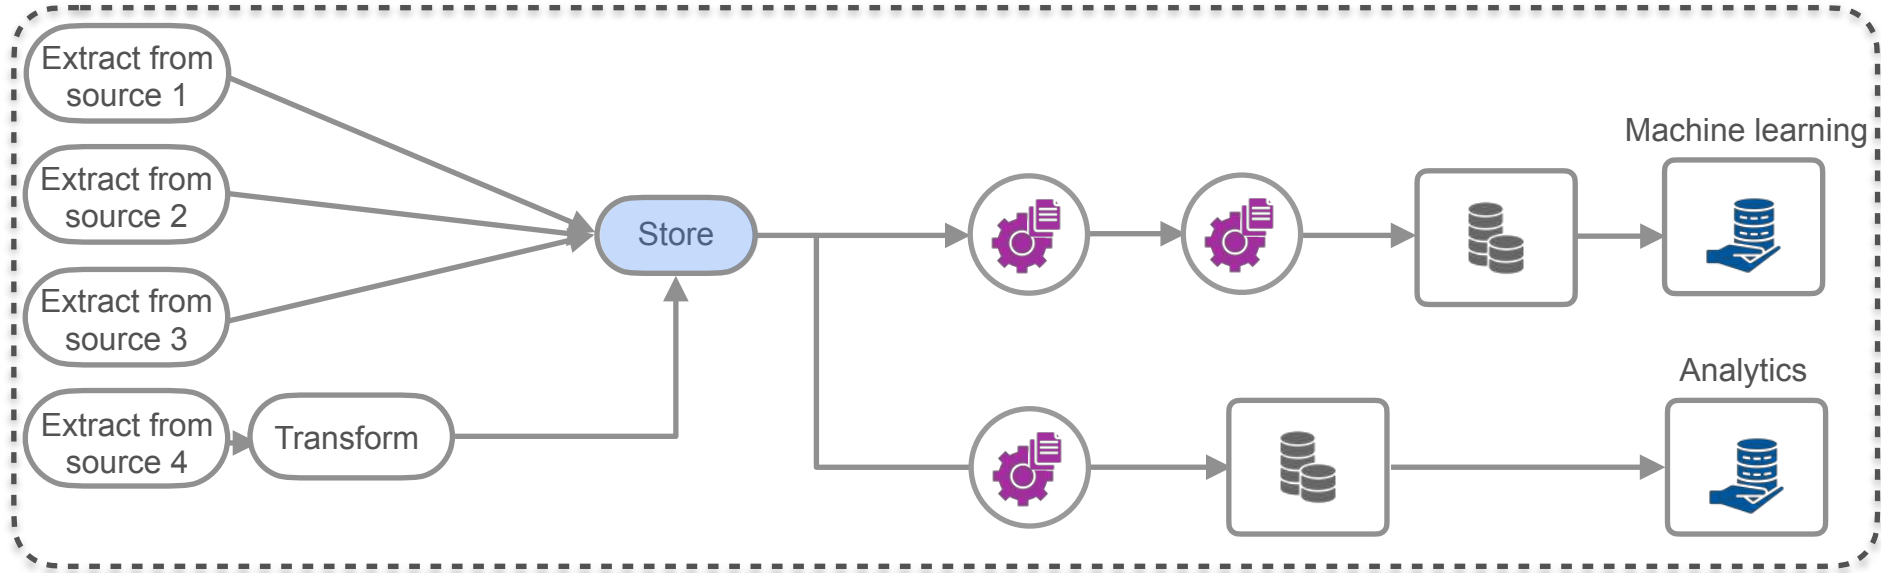 Extract from
source 1
Extract from
source 2
Extract from
source 3
Extract from
source 4
Transform
Store
Machine learning
Analytics